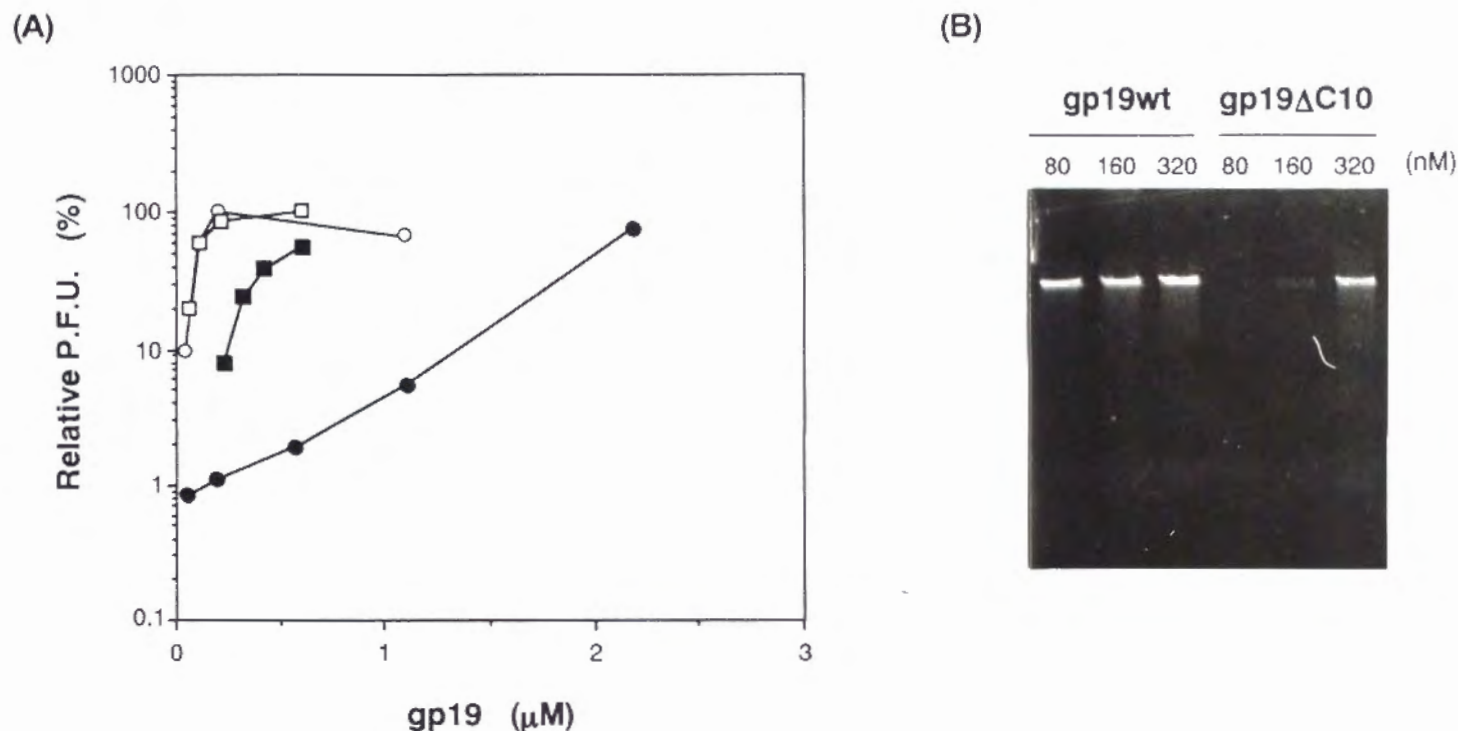 (A)
1000
100
10
1
0.1
0
1
2
3
Relative P.F.U. (%)
gp19 (μM)
(B)
gp19wt gp19ΔC10
80 160 320 80 160 320 (nM)